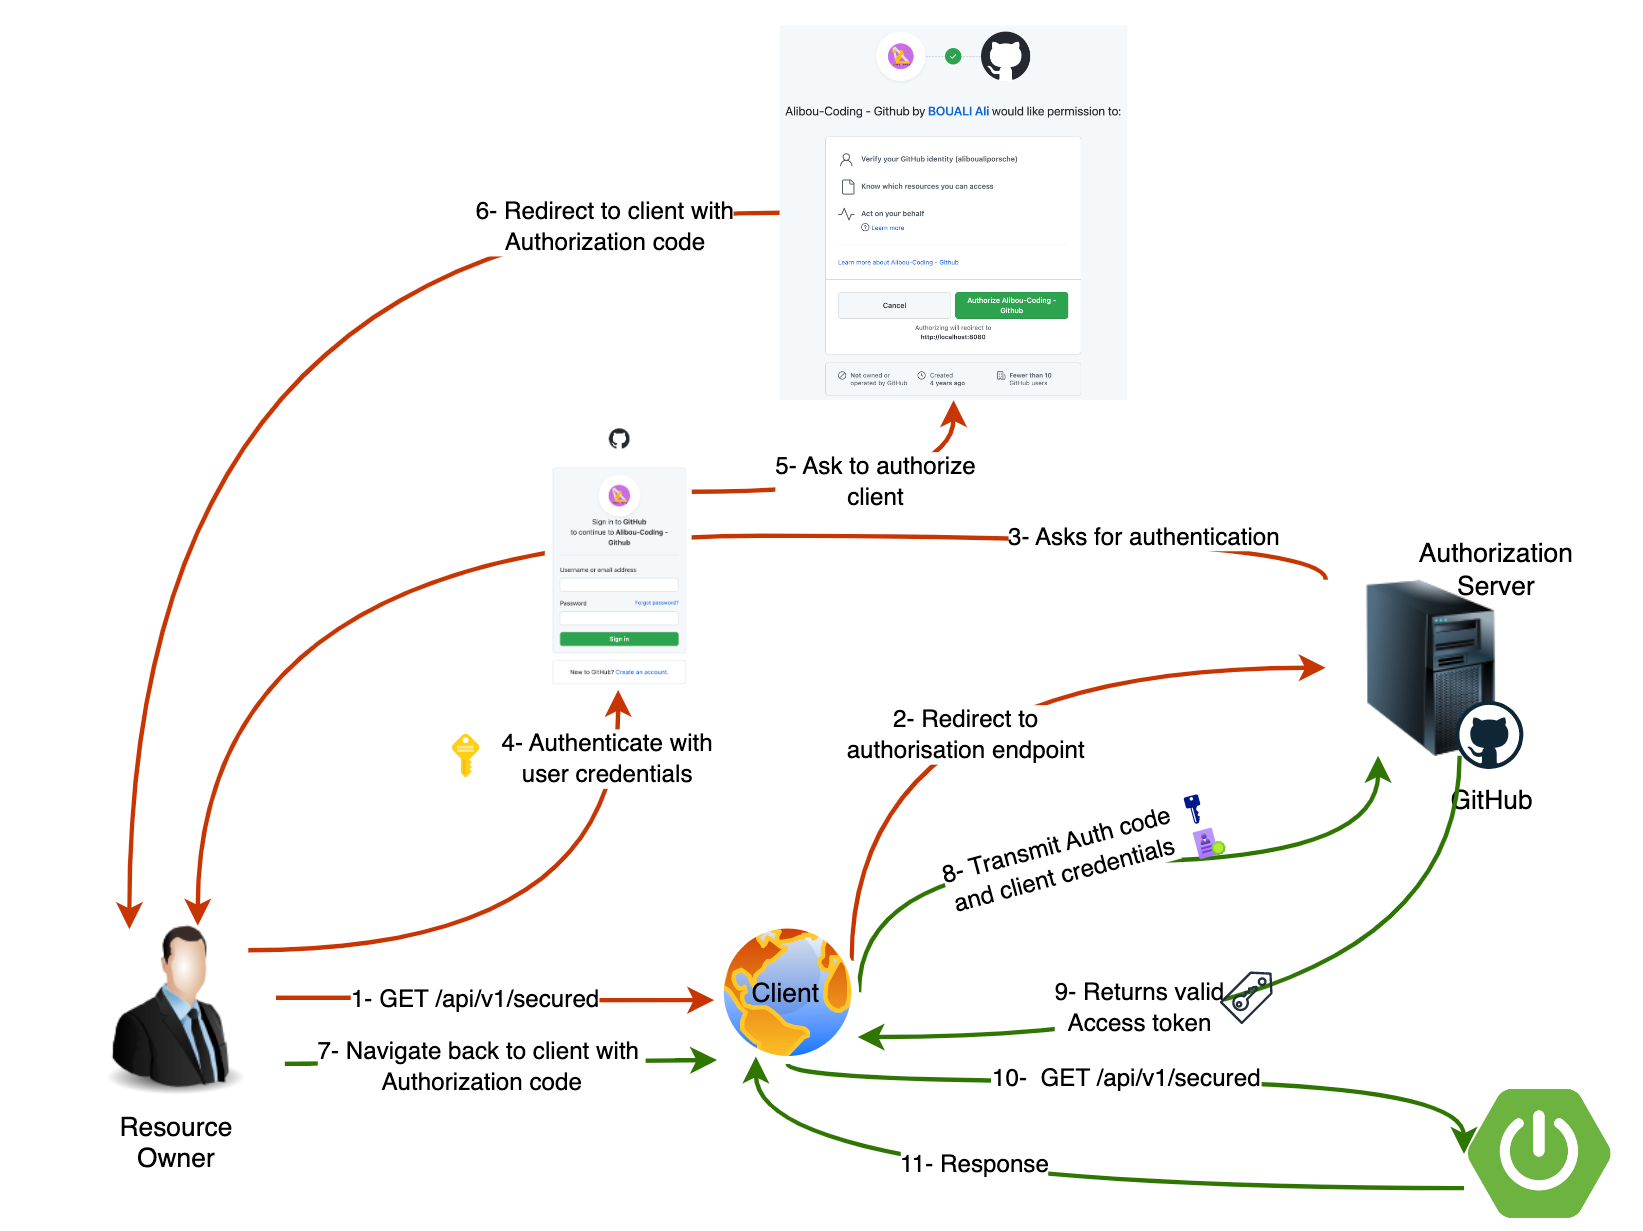 Alibou-Coding - Github by BOUALI Ali would like permission to:
Verify your GitHub identity (aliboualiporsche)
Know which resources you can access
Act on your behalf
Learn more
Learn more about Alibou-Coding - Github
Cancel
Authorize Alibou-Coding -
Github
Authorizing will redirect to
http://localhost:8080
Not owned or
operated by GitHub
Created
4 years ago
Fewer than 10
GitHub users
6- Redirect to client with
Authorization code
5- Ask to authorize
client
Sign in to GitHub
to continue to Alibou-Coding -
Github
Username or email address
Password
Forgot password?
Sign in
New to GitHub? Create an account.
3- Asks for authentication
Authorization
Server
GitHub
2- Redirect to
authorisation endpoint
4- Authenticate with
user credentials
8- Transmit Auth code
and client credentials
1- GET /api/v1/secured
Client
9- Returns valid
Access token
7- Navigate back to client with
Authorization code
10- GET /api/v1/secured
11- Response
Resource
Owner